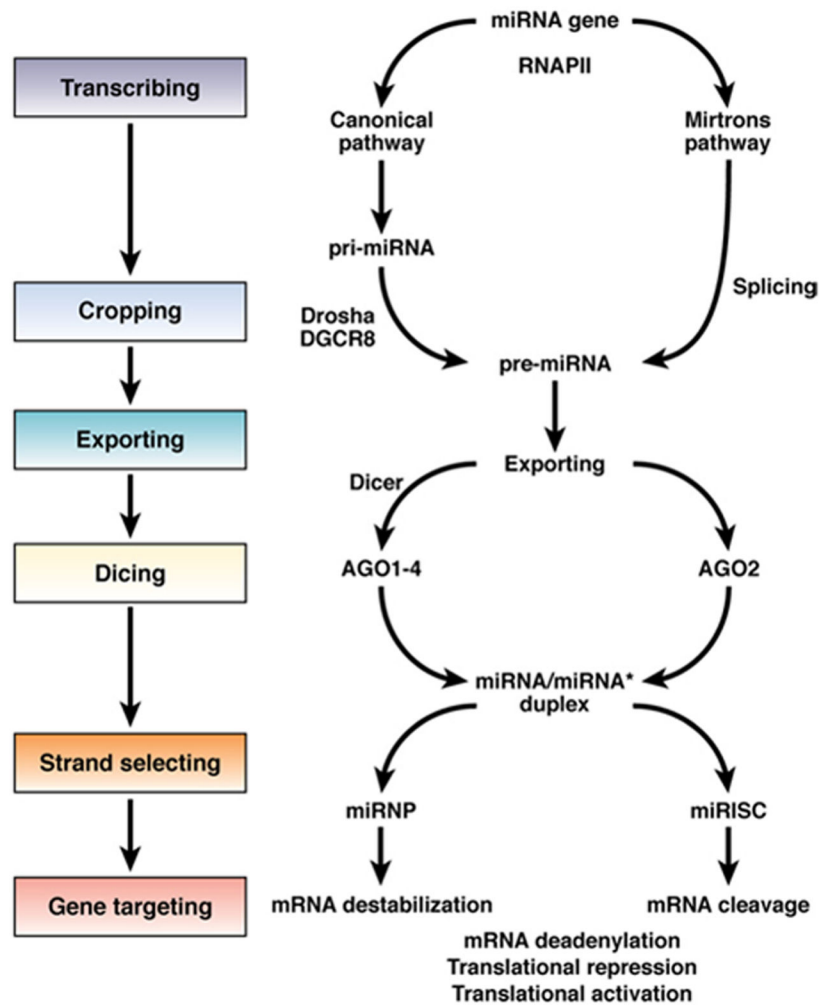 miRNA gene
RNAPII
Transcribing
Canonical
pathway
Mirtrons
pathway
pri-miRNA
Cropping
Splicing
Drosha
DGCR8
pre-miRNA
Exporting
Exporting
Dicer
Dicing
AGO1-4
AGO2
miRNA/miRNA*
duplex
Strand selecting
miRNP
miRISC
Gene targeting
mRNA destabilization
mRNA cleavage
mRNA deadenylation
Translational repression
Translational activation